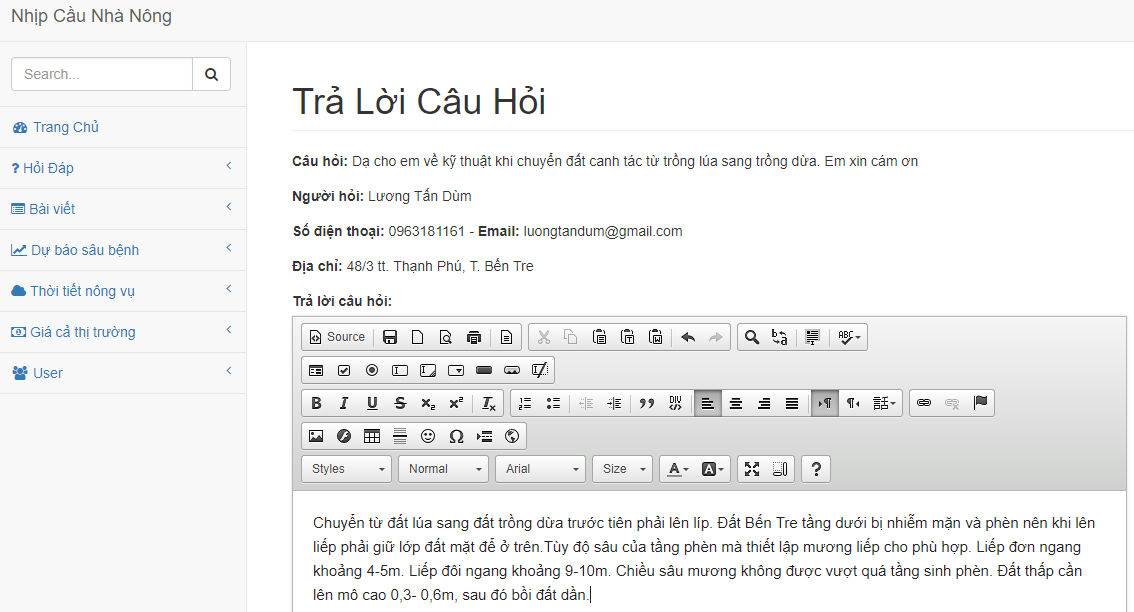 Nhịp Cầu Nhà Nông
Search...
Trang Chủ
? Hỏi Đáp
Bài viết
Dự báo sâu bệnh
Thời tiết nông vụ
Giá cả thị trường
User
Trả Lời Câu Hỏi
Câu hỏi: Dạ cho em về kỹ thuật khi chuyển đất canh tác từ trồng lúa sang trồng dừa. Em xin cám ơn
Người hỏi: Lương Tấn Dùm
Số điện thoại: 0963181161 - Email: luongtandum@gmail.com
Địa chỉ: 48/3 tt. Thạnh Phú, T. Bến Tre
Trả lời câu hỏi:
Source
ABC
B I U S x₂ x² Tx
DIV
Styles Normal Arial Size A A ?
Chuyển từ đất lúa sang đất trồng dừa trước tiên phải lên líp. Đất Bến Tre tầng dưới bị nhiễm mặn và phèn nên khi lên
liếp phải giữ lớp đất mặt để ở trên.Tùy độ sâu của tầng phèn mà thiết lập mương liếp cho phù hợp. Liếp đơn ngang
khoảng 4-5m. Liếp đôi ngang khoảng 9-10m. Chiều sâu mương không được vượt quá tầng sinh phèn. Đất thấp cần
lên mô cao 0,3- 0,6m, sau đó bồi đất dần.